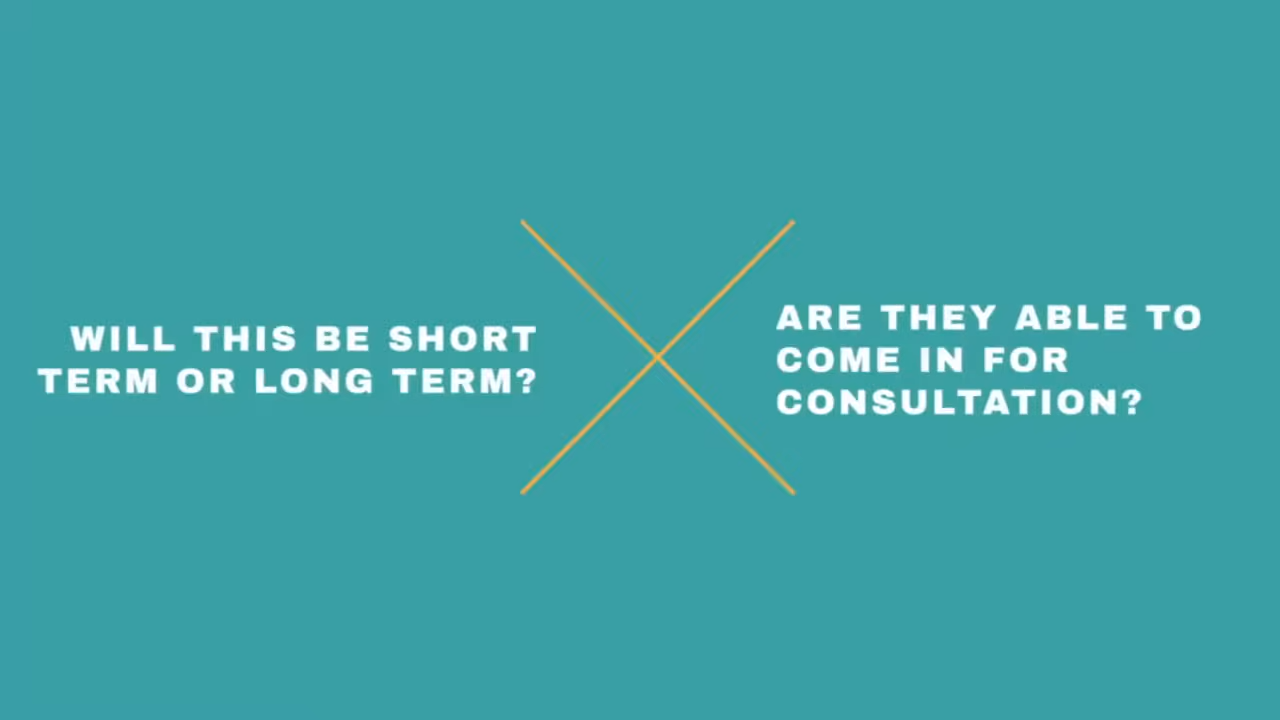 WILL THIS BE SHORT
TERM OR LONG TERM?
ARE THEY ABLE TO
COME IN FOR
CONSULTATION?